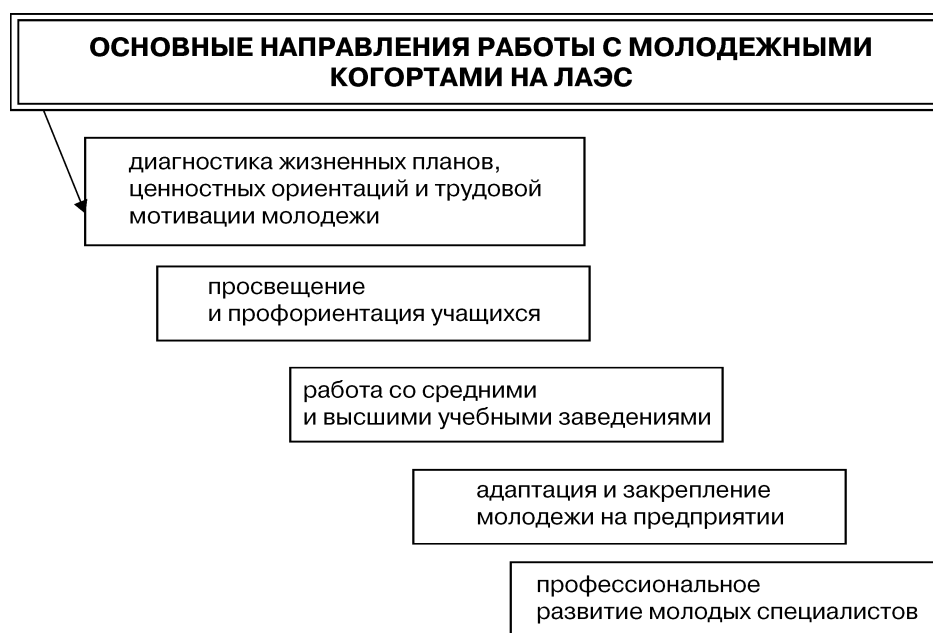 ОСНОВНЫЕ НАПРАВЛЕНИЯ РАБОТЫ С МОЛОДЕЖНЫМИ
КОГОРТАМИ НА ЛАЭС
диагностика жизненных планов,
ценностных ориентаций и трудовой
мотивации молодежи
просвещение
и профориентация учащихся
работа со средними
и высшими учебными заведениями
адаптация и закрепление
молодежи на предприятии
профессиональное
развитие молодых специалистов